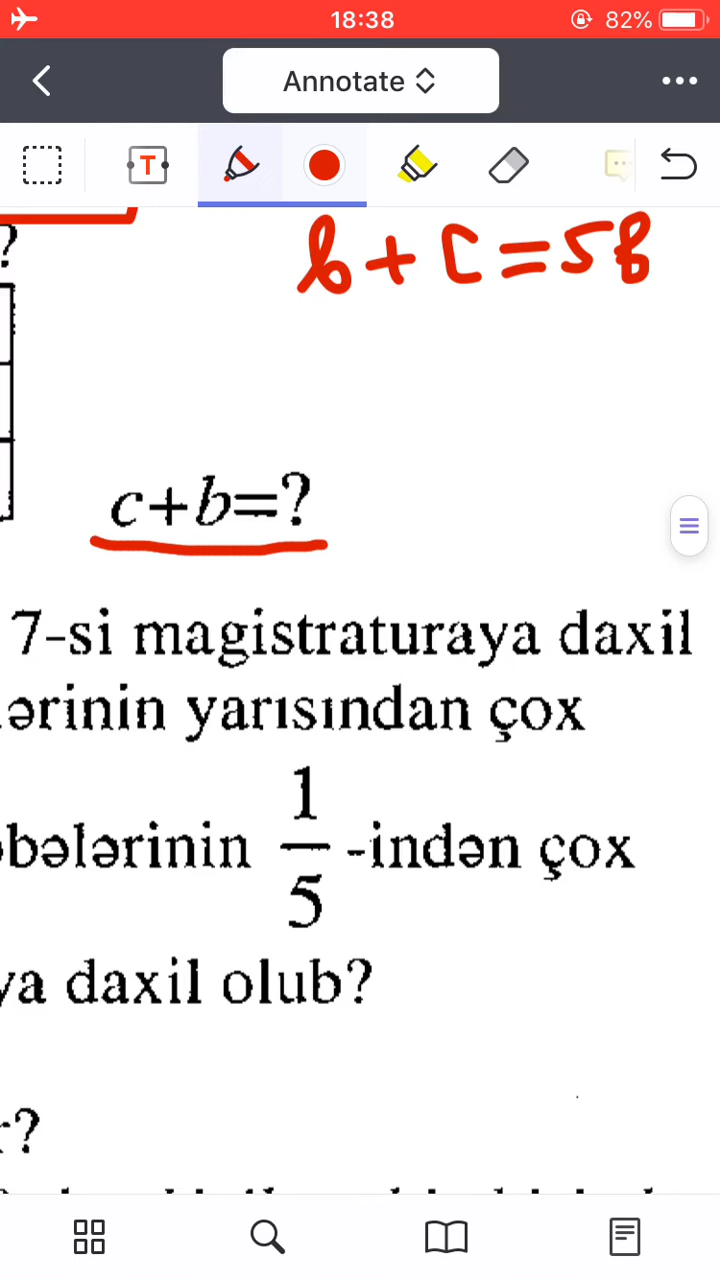 18:38
82%
Annotate
T
?
b + c = 58
c+b=?
7-si magistraturaya daxil
ərinin yarısından çox
bələrinin 1/5 -indən çox
ya daxil olub?
?